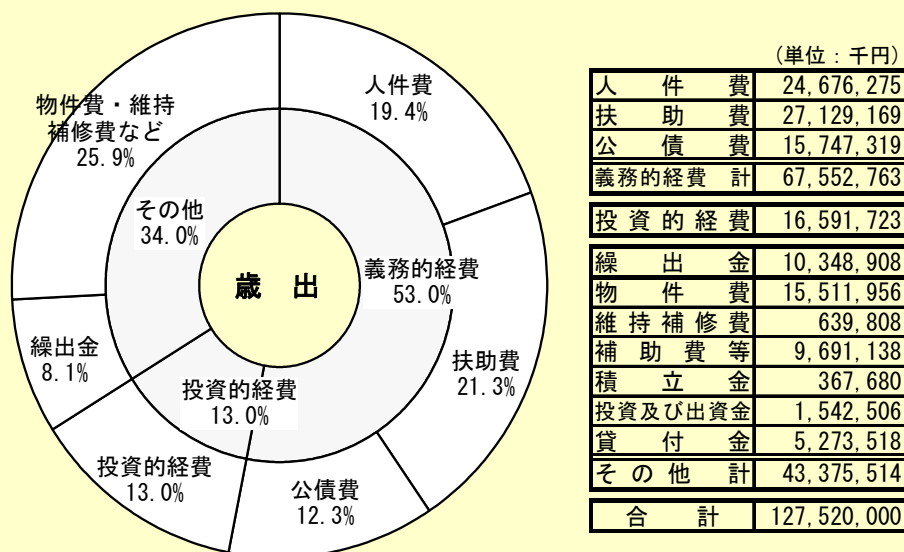 人件費
19.4%
物件費・維持
補修費など
25.9%
その他
34.0%
歳 出
義務的経費
53.0%
扶助費
21.3%
繰出金
8.1%
投資的経費
13.0%
投資的経費
13.0%
公債費
12.3%
(単位:千円)
人件費 24,676,275
扶助費 27,129,169
公債費 15,747,319
義務的経費 計 67,552,763
投資的経費 16,591,723
繰出金 10,348,908
物件費 15,511,956
維持補修費 639,808
補助費等 9,691,138
積立金 367,680
投資及び出資金 1,542,506
貸付金 5,273,518
その他計 43,375,514
合計 127,520,000